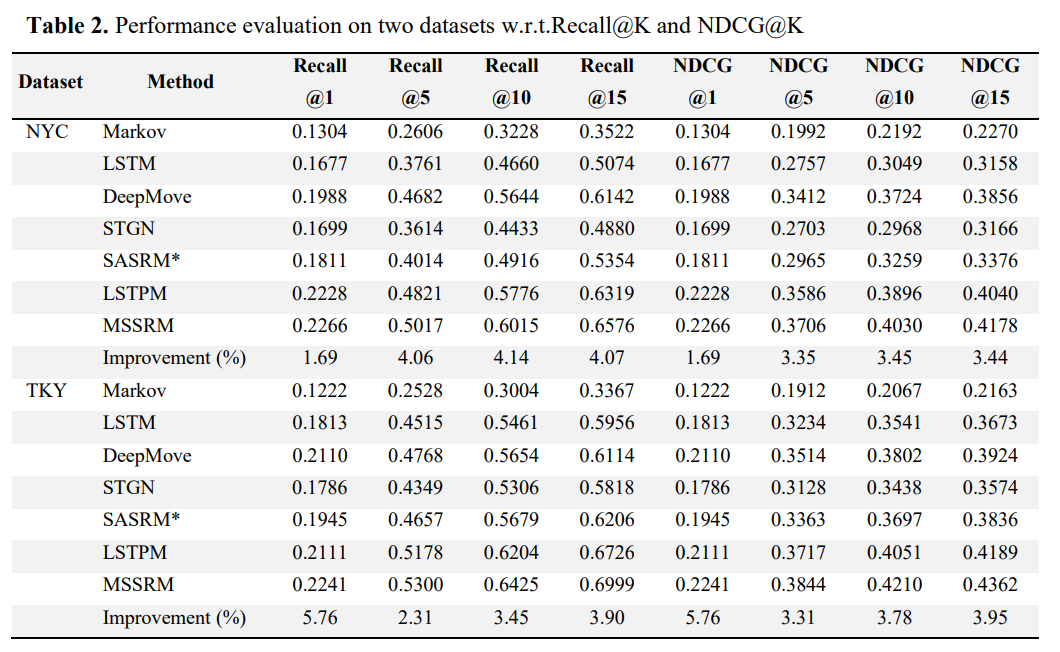 Table 2. Performance evaluation on two datasets w.r.t.Recall@K and NDCG@K
Dataset Method Recall @1 Recall @5 Recall @10 Recall @15 NDCG @1 NDCG @5 NDCG @10 NDCG @15
NYC Markov 0.1304 0.2606 0.3228 0.3522 0.1304 0.1992 0.2192 0.2270
LSTM 0.1677 0.3761 0.4660 0.5074 0.1677 0.2757 0.3049 0.3158
DeepMove 0.1988 0.4682 0.5644 0.6142 0.1988 0.3412 0.3724 0.3856
STGN 0.1699 0.3614 0.4433 0.4880 0.1699 0.2703 0.2968 0.3166
SASRM* 0.1811 0.4014 0.4916 0.5354 0.1811 0.2965 0.3259 0.3376
LSTPM 0.2228 0.4821 0.5776 0.6319 0.2228 0.3586 0.3896 0.4040
MSSRM 0.2266 0.5017 0.6015 0.6576 0.2266 0.3706 0.4030 0.4178
Improvement (%) 1.69 4.06 4.14 4.07 1.69 3.35 3.45 3.44
TKY Markov 0.1222 0.2528 0.3004 0.3367 0.1222 0.1912 0.2067 0.2163
LSTM 0.1813 0.4515 0.5461 0.5956 0.1813 0.3234 0.3541 0.3673
DeepMove 0.2110 0.4768 0.5654 0.6114 0.2110 0.3514 0.3802 0.3924
STGN 0.1786 0.4349 0.5306 0.5818 0.1786 0.3128 0.3438 0.3574
SASRM* 0.1945 0.4657 0.5679 0.6206 0.1945 0.3363 0.3697 0.3836
LSTPM 0.2111 0.5178 0.6204 0.6726 0.2111 0.3717 0.4051 0.4189
MSSRM 0.2241 0.5300 0.6425 0.6999 0.2241 0.3844 0.4210 0.4362
Improvement (%) 5.76 2.31 3.45 3.90 5.76 3.31 3.78 3.95